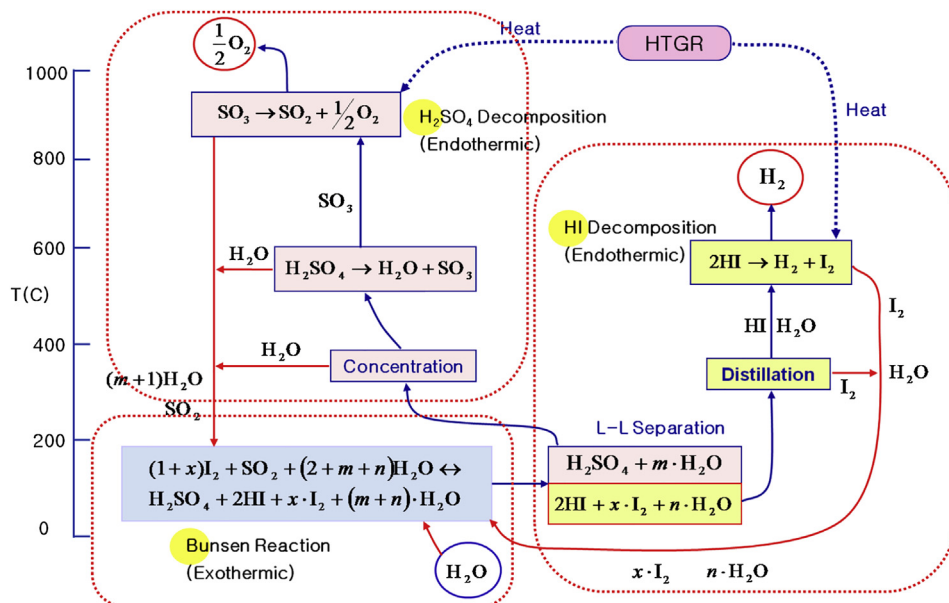 ½O₂
Heat
HTGR
1000
SO₃ → SO₂ + 1/2 O₂
H₂SO₄ Decomposition
(Endothermic)
Heat
800
H₂
SO₃
HI Decomposition
(Endothermic)
600
H₂O
H₂SO₄ → H₂O + SO₃
2HI → H₂ + I₂
T(C)
I₂
HI H₂O
400
H₂O
Concentration
Distillation
I₂
H₂O
(m+1)H₂O
SO₂
200
L-L Separation
(1+x)I₂ + SO₂ + (2+m+n)H₂O ↔
H₂SO₄ + 2HI + x·I₂ + (m+n)·H₂O
H₂SO₄ + m·H₂O
2HI + x·I₂ + n·H₂O
0
Bunsen Reaction
(Exothermic)
H₂O
x·I₂ n·H₂O